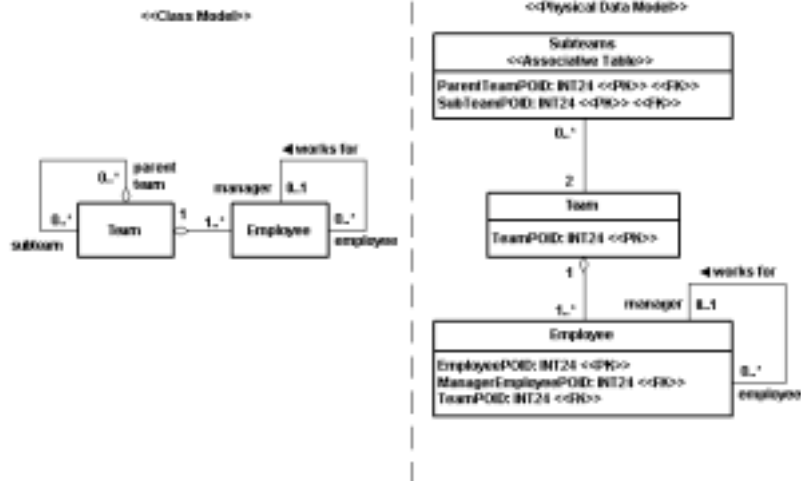 <<Class Model>>
parent
team
0..*
0..*
subteam
Team
1
1..*
◄ works for
manager
0..1
Employee
0..*
employee
<<Physical Data Model>>
Subteams
<<Associative Table>>
ParentTeamPOID: INT24 <<PK>> <<FK>>
SubTeamPOID: INT24 <<PK>> <<FK>>
0..*
2
Team
TeamPOID: INT24 <<PK>>
1
1..*
◄ works for
manager
0..1
Employee
EmployeePOID: INT24 <<PK>>
ManagerEmployeePOID: INT24 <<FK>>
TeamPOID: INT24 <<FK>>
0..*
employee